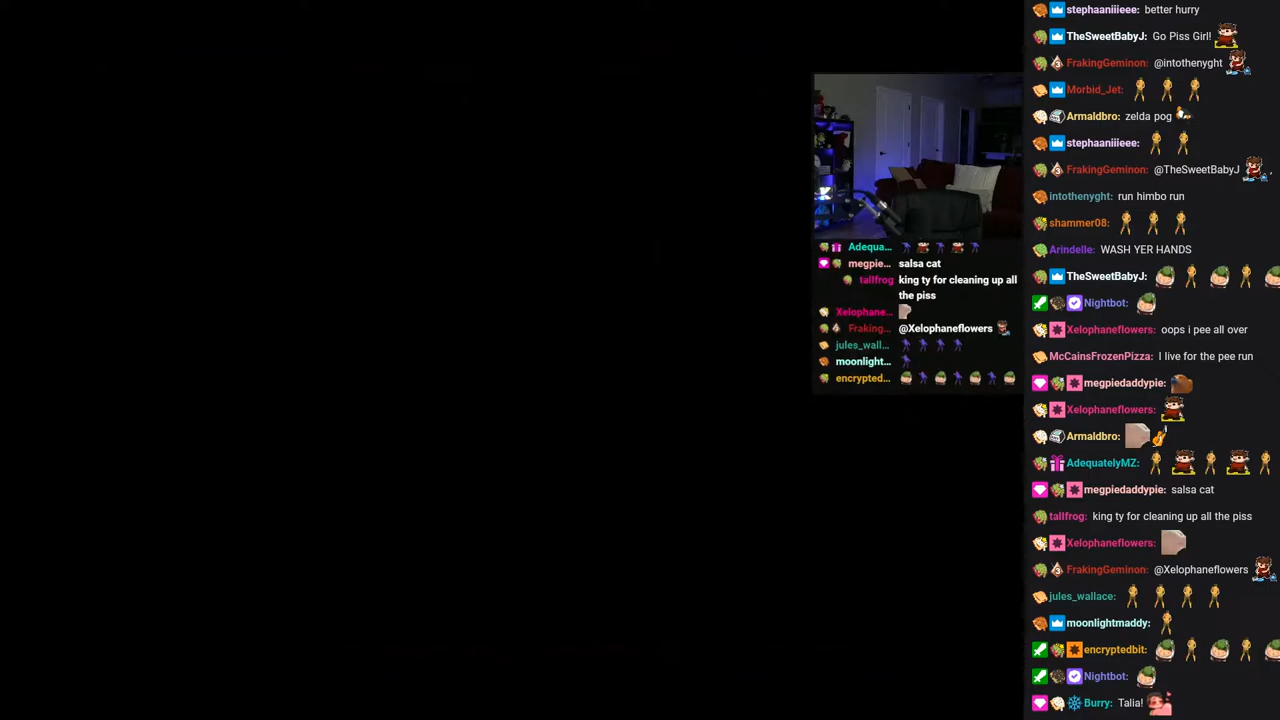 Adequa...
megpie... salsa cat
tallfrog king ty for cleaning up all
the piss
Xelophane...
Fraking... @Xelophaneflowers
jules_wall...
moonlight...
encrypted...
stephaaniiieee: better hurry
TheSweetBabyJ: Go Piss Girl!
FrakingGeminon: @intothenyght
Morbid_Jet:
Armaldbro: zelda pog
stephaaniiieee:
FrakingGeminon: @TheSweetBabyJ
intothenyght: run himbo run
shammer08:
Arindelle: WASH YER HANDS
TheSweetBabyJ:
Nightbot:
Xelophaneflowers: oops i pee all over
McCainsFrozenPizza: I live for the pee run
megpiedaddypie:
Xelophaneflowers:
Armaldbro:
AdequatelyMZ:
megpiedaddypie: salsa cat
tallfrog: king ty for cleaning up all the piss
Xelophaneflowers:
FrakingGeminon: @Xelophaneflowers
jules_wallace:
moonlightmaddy:
encryptedbit:
Nightbot:
Burry: Talia!